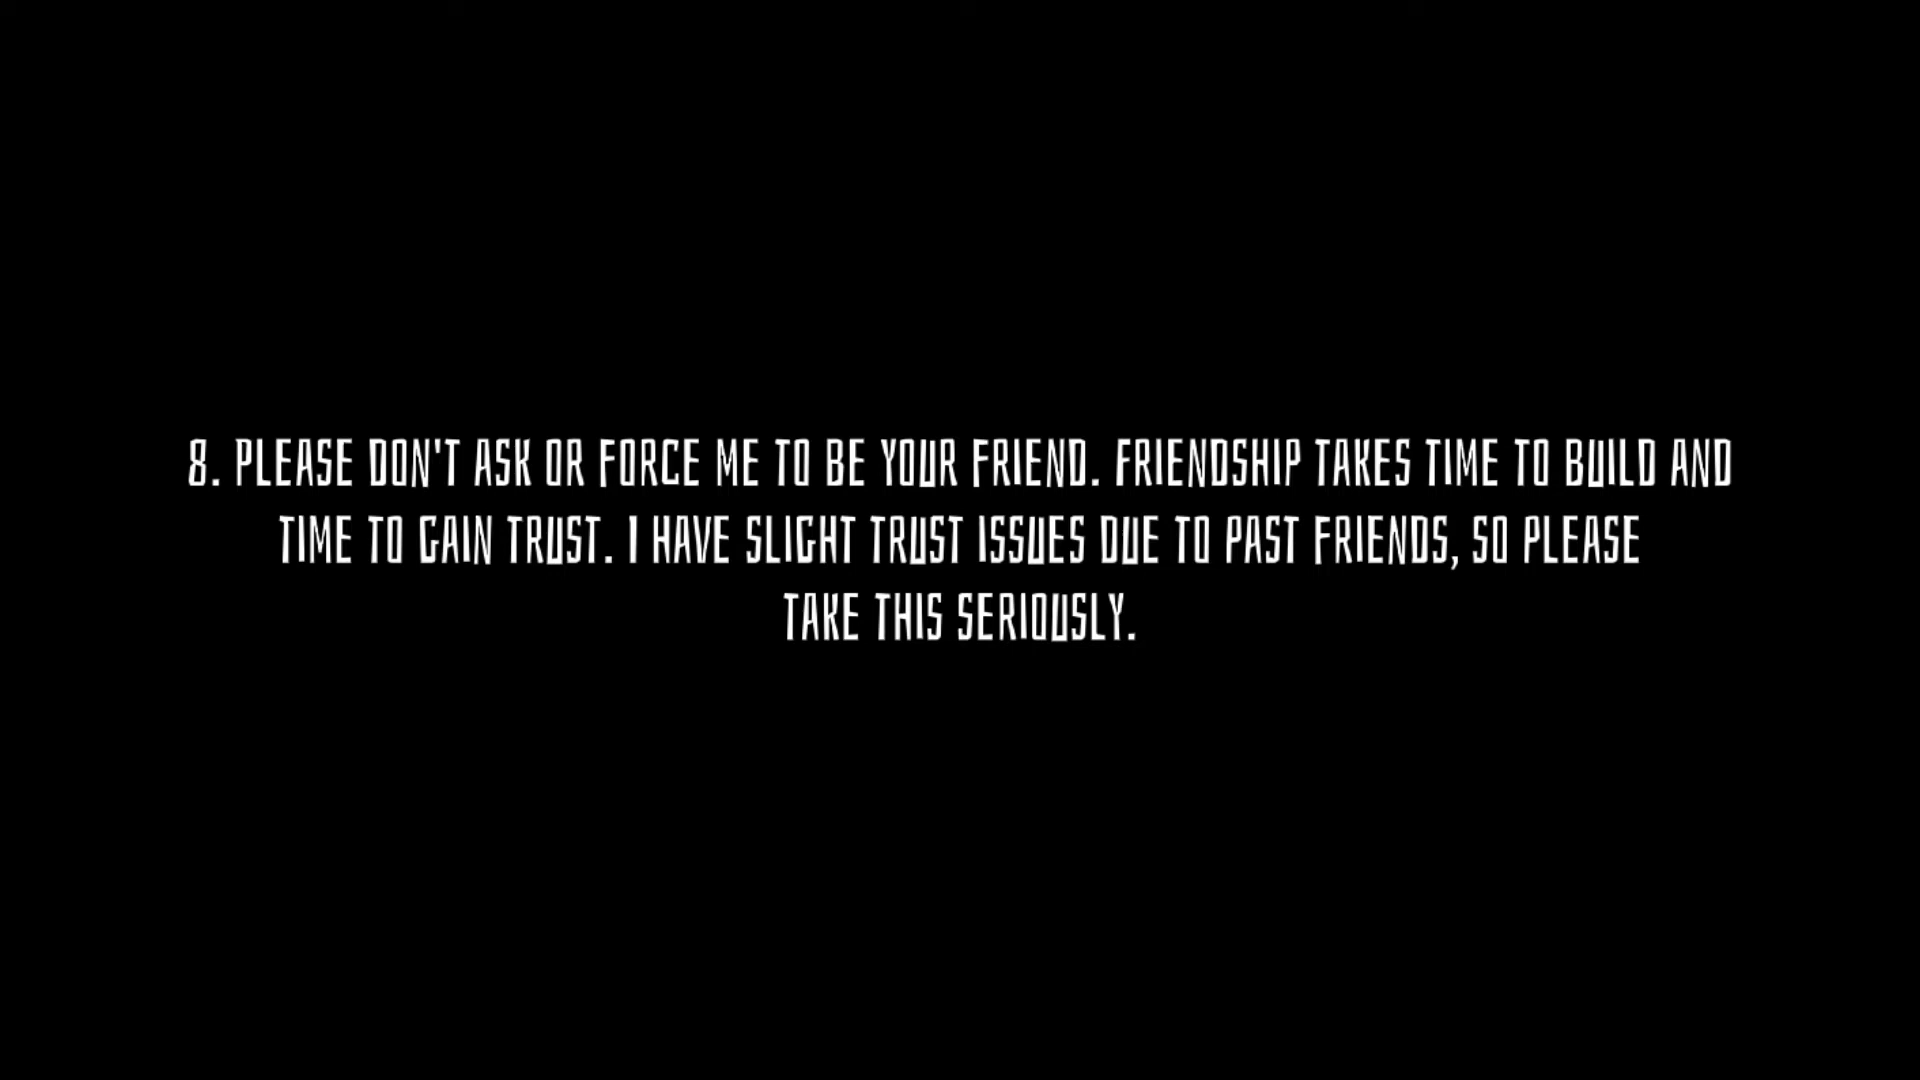 8. PLEASE DON'T ASK OR FORCE ME TO BE YOUR FRIEND. FRIENDSHIP TAKES TIME TO BUILD AND
TIME TO GAIN TRUST. I HAVE SLIGHT TRUST ISSUES DUE TO PAST FRIENDS, SO PLEASE
TAKE THIS SERIOUSLY.